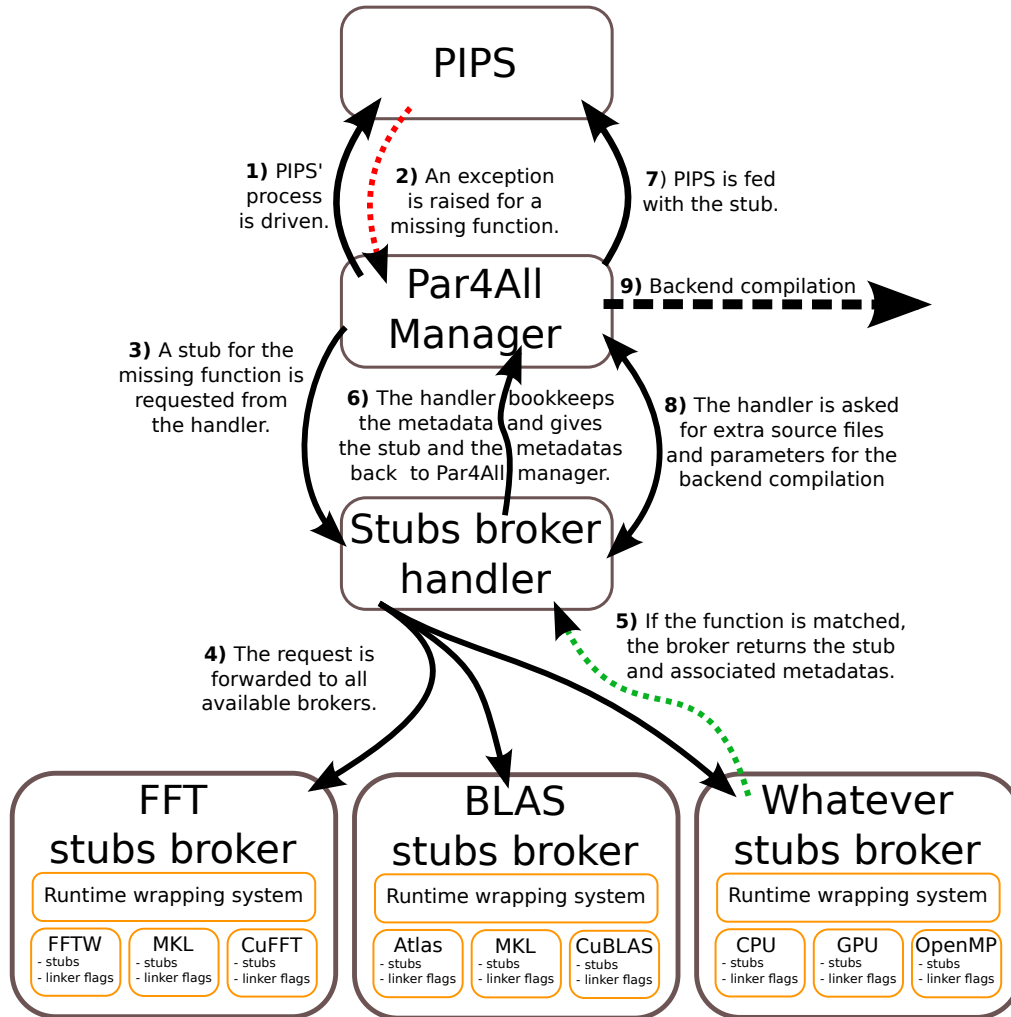 PIPS
1) PIPS'
process
is driven.
2) An exception
is raised for a
missing function.
7) PIPS is fed
with the stub.
Par4All
Manager
9) Backend compilation
3) A stub for the
missing function is
requested from
the handler.
6) The handler bookkeeps
the metadata and gives
the stub and the metadatas
back to Par4All manager.
8) The handler is asked
for extra source files
and parameters for the
backend compilation
Stubs broker
handler
4) The request is
forwarded to all
available brokers.
5) If the function is matched,
the broker returns the stub
and associated metadatas.
FFT
stubs broker
Runtime wrapping system
FFTW
- stubs
- linker flags
MKL
- stubs
- linker flags
CuFFT
- stubs
- linker flags
BLAS
stubs broker
Runtime wrapping system
Atlas
- stubs
- linker flags
MKL
- stubs
- linker flags
CuBLAS
- stubs
- linker flags
Whatever
stubs broker
Runtime wrapping system
CPU
- stubs
- linker flags
GPU
- stubs
- linker flags
OpenMP
- stubs
- linker flags